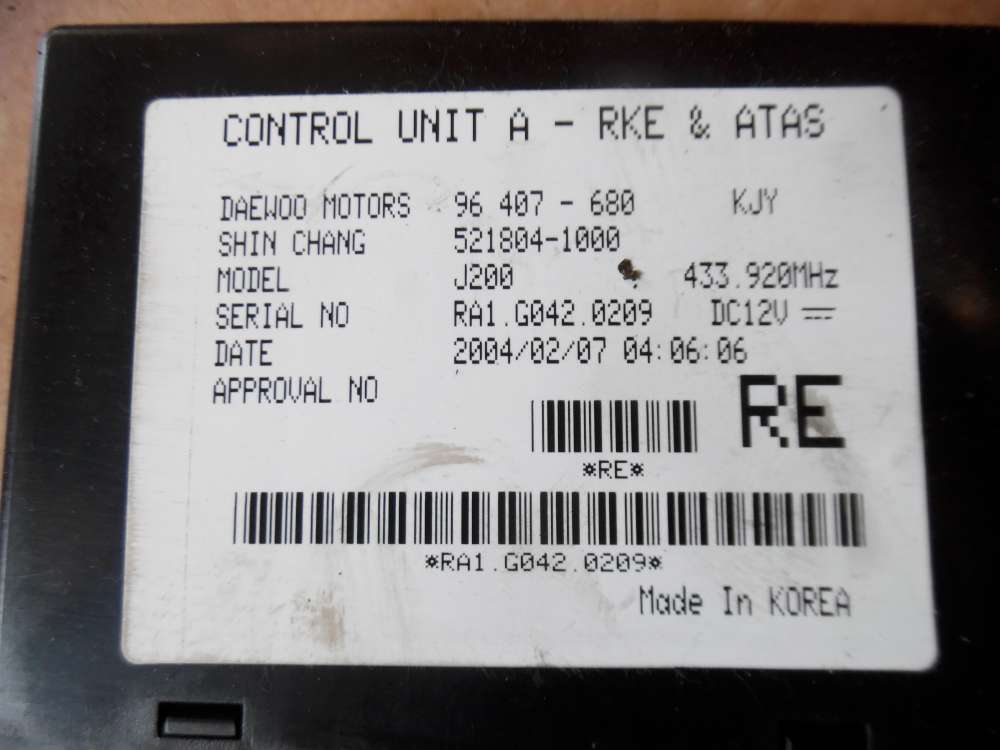 CONTROL UNIT A - RKE & ATAS
DAEWOO MOTORS 96 407 - 680 KJY
SHIN CHANG 521804-1000
MODEL J200 433.920MHz
SERIAL NO RA1.G042.0209 DC12V ⎓
DATE 2004/02/07 04:06:06
APPROVAL NO
RE
*RE*
*RA1.G042.0209*
Made In KOREA